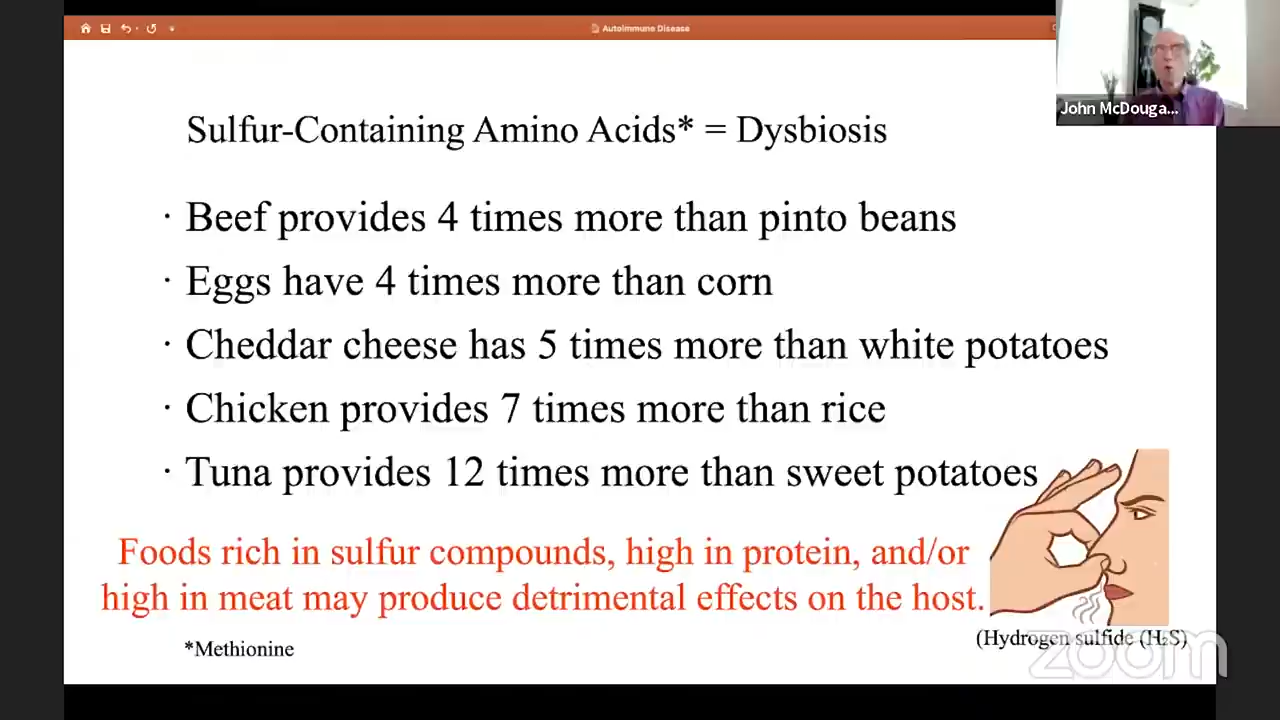 Autoimmune Disease
John McDouga...
Sulfur-Containing Amino Acids* = Dysbiosis
· Beef provides 4 times more than pinto beans
· Eggs have 4 times more than corn
· Cheddar cheese has 5 times more than white potatoes
· Chicken provides 7 times more than rice
· Tuna provides 12 times more than sweet potatoes
Foods rich in sulfur compounds, high in protein, and/or
high in meat may produce detrimental effects on the host.
*Methionine
(Hydrogen sulfide (H₂S)
zoom